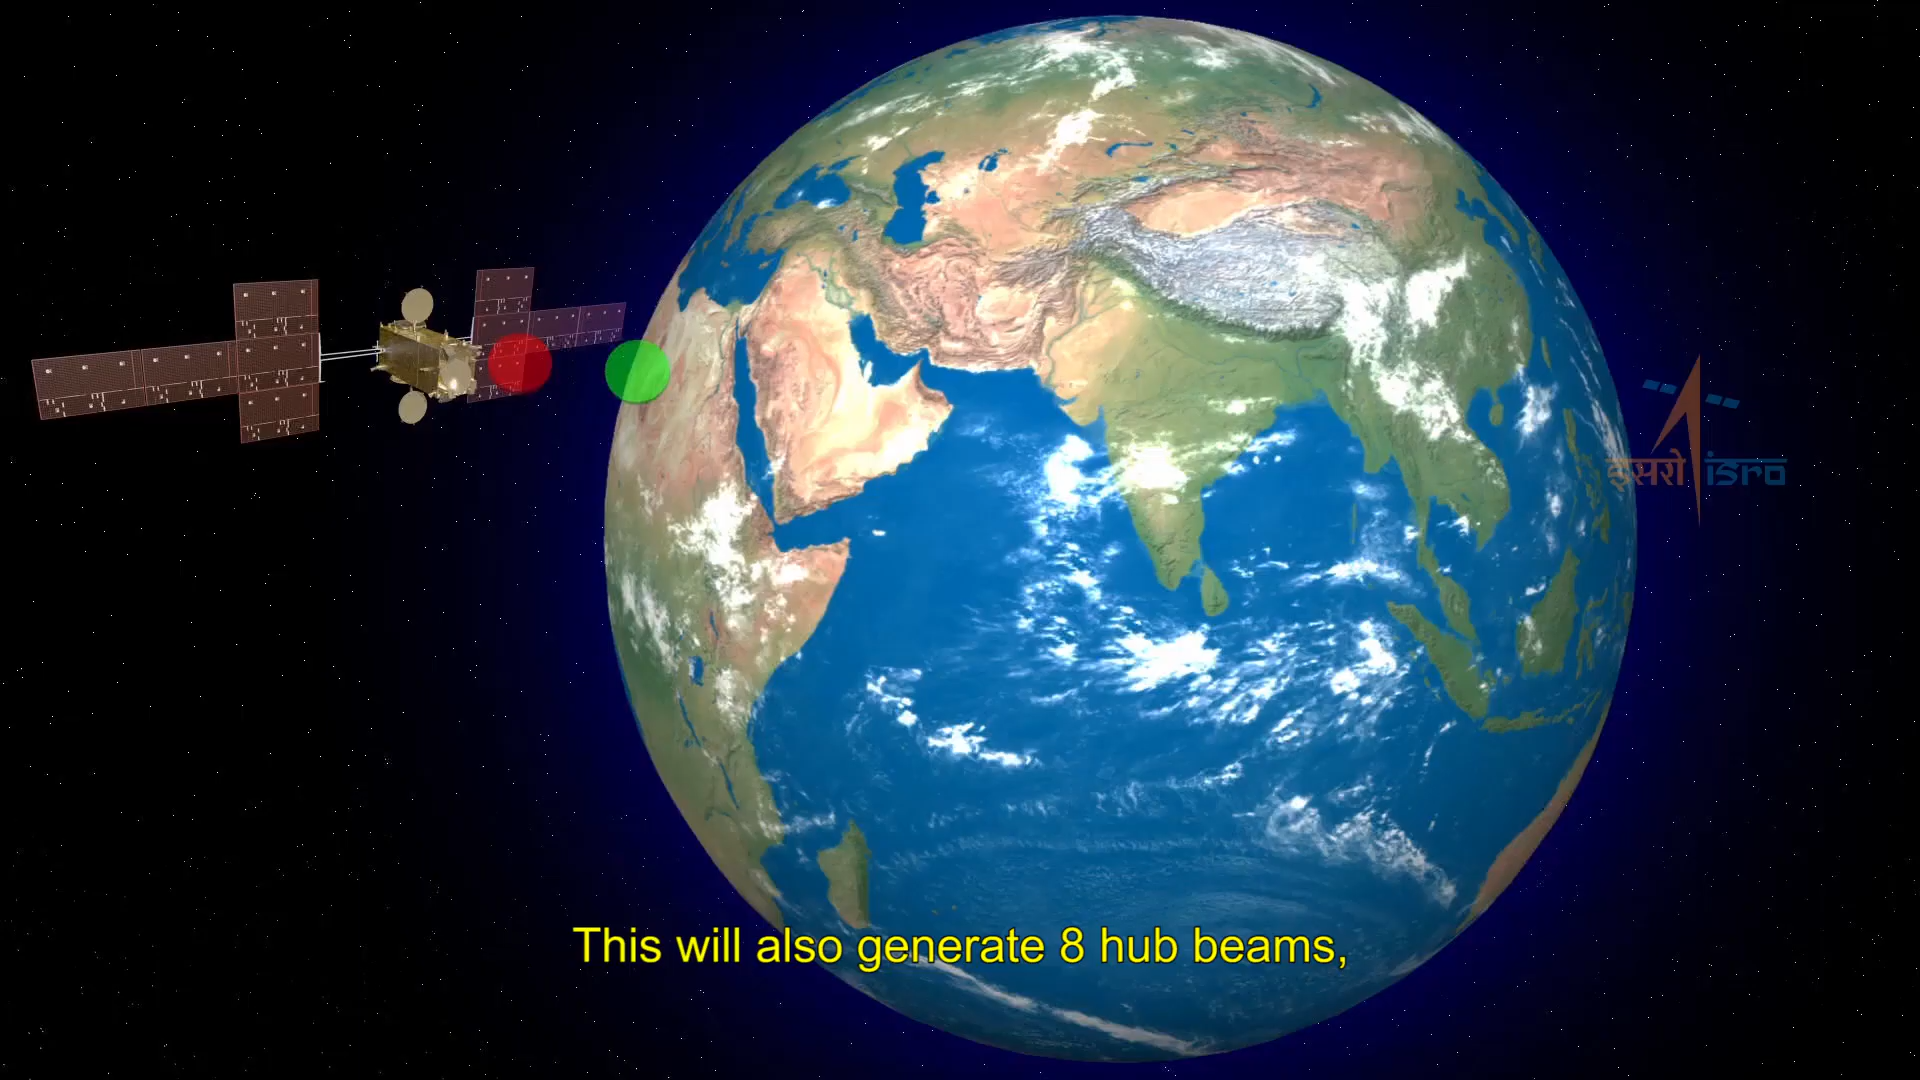 इसरो isro
This will also generate 8 hub beams,